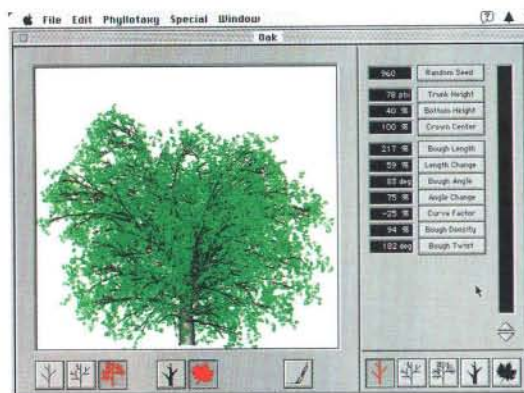 File Edit Phyllotaxy Special Window
Oak
960 Random Seed
78 pts Trunk Height
40 % Bottom Height
100 % Crown Center
217 % Bough Length
59 % Length Change
83 deg Bough Angle
75 % Angle Change
-25 % Curve Factor
94 % Bough Density
182 deg Bough Twist